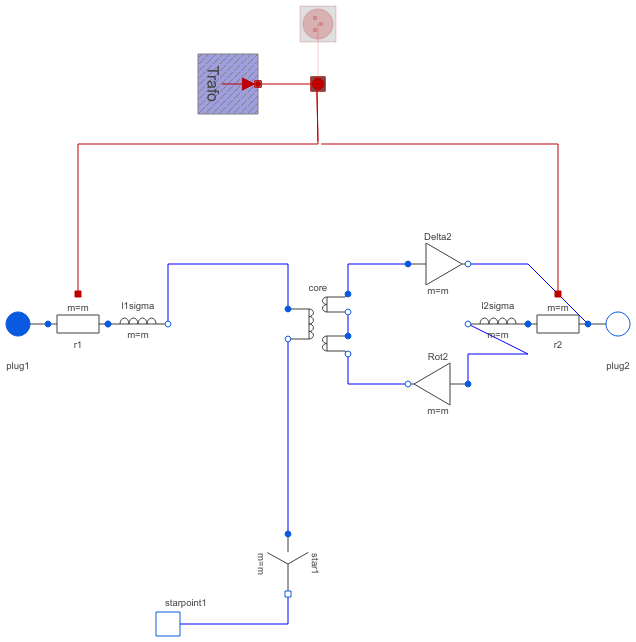 Trafo
Delta2
m=m
core
m=m
l1sigma
m=m
r1
plug1
l2sigma
m=m
m=m
r2
plug2
Rot2
m=m
m=m
star1
starpoint1